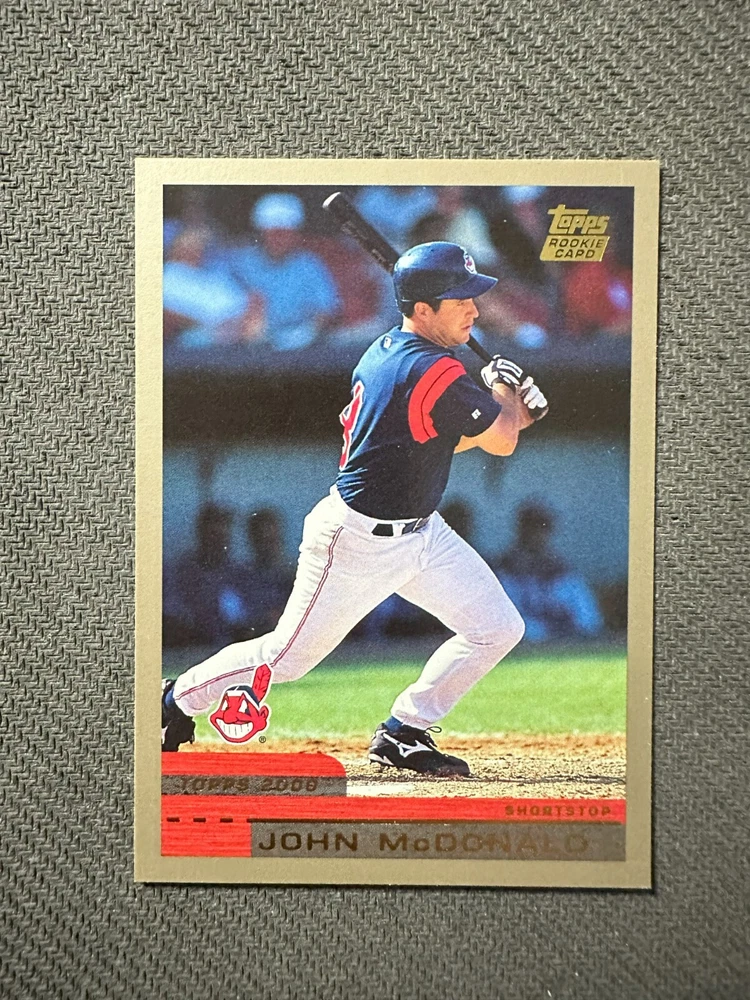 topps
ROOKIE
CARD
TOPPS 2000
SHORTSTOP
JOHN McDONALD